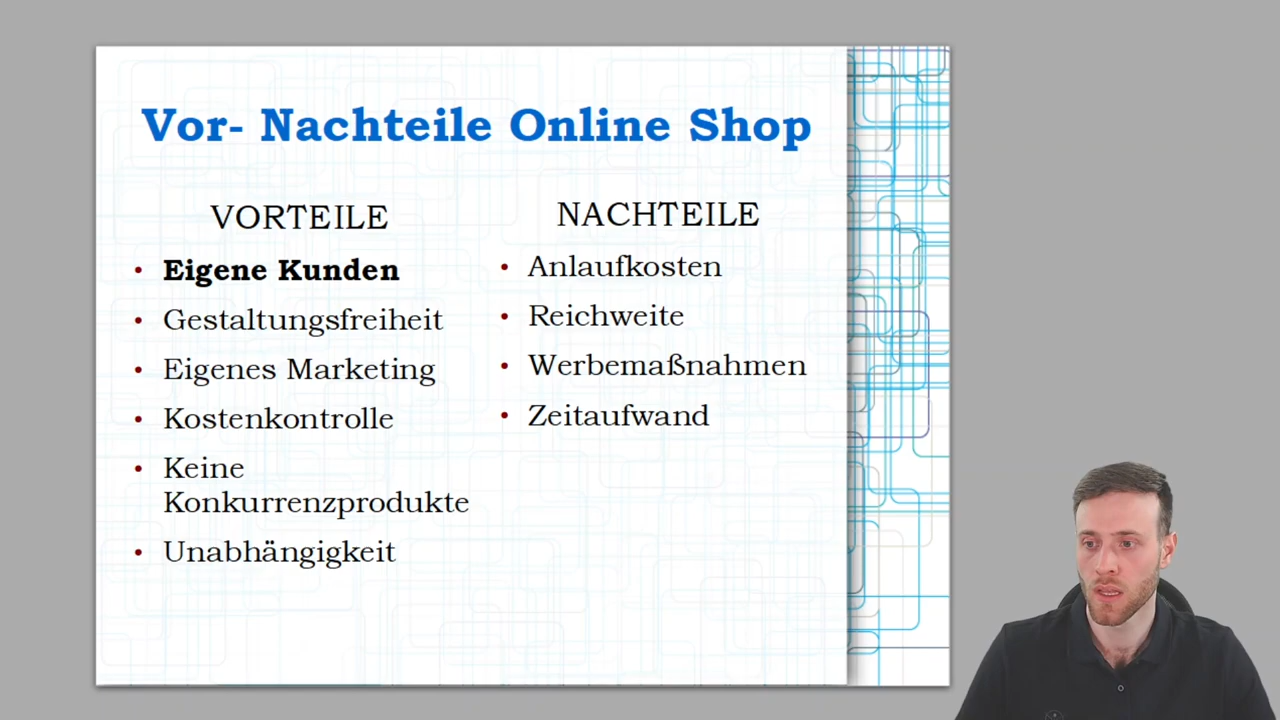 Vor- Nachteile Online Shop
VORTEILE
• Eigene Kunden
• Gestaltungsfreiheit
• Eigenes Marketing
• Kostenkontrolle
• Keine
Konkurrenzprodukte
• Unabhängigkeit
NACHTEILE
• Anlaufkosten
• Reichweite
• Werbemaßnahmen
• Zeitaufwand